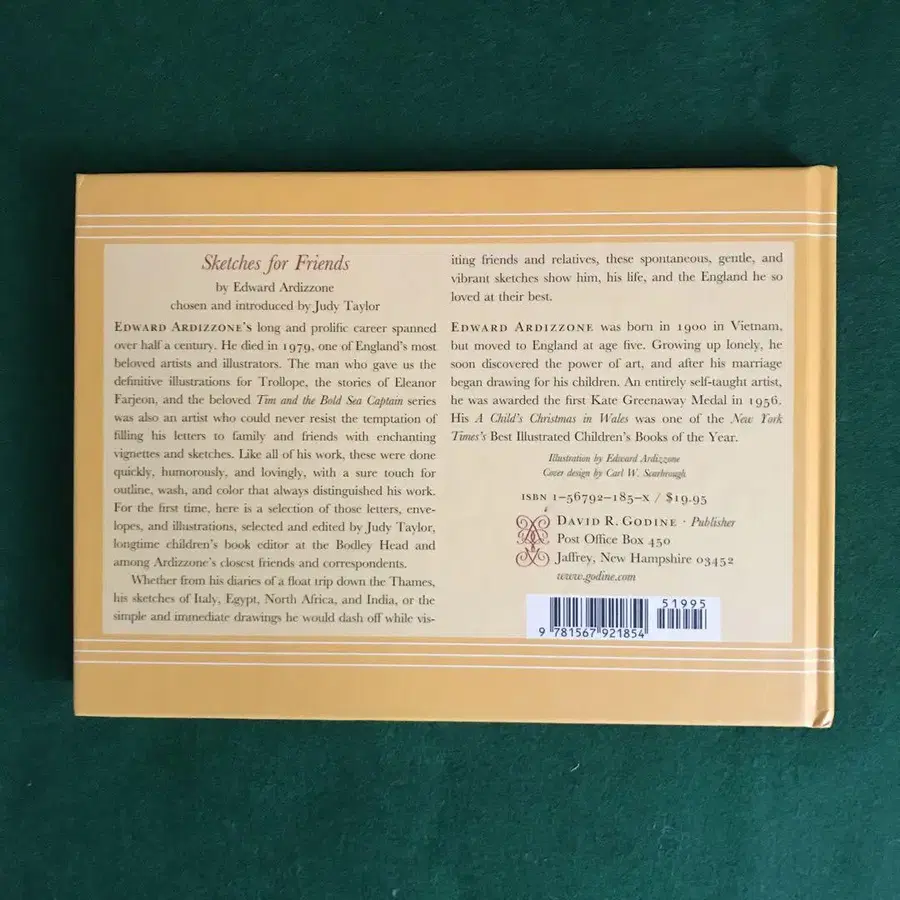 Sketches for Friends
by Edward Ardizzone
chosen and introduced by Judy Taylor
EDWARD ARDIZZONE'S long and prolific career spanned
over half a century. He died in 1979, one of England's most
beloved artists and illustrators. The man who gave us the
definitive illustrations for Trollope, the stories of Eleanor
Farjeon, and the beloved Tim and the Bold Sea Captain series
was also an artist who could never resist the temptation of
filling his letters to family and friends with enchanting
vignettes and sketches. Like all of his work, these were done
quickly, humorously, and lovingly, with a sure touch for
outline, wash, and color that always distinguished his work.
For the first time, here is a selection of those letters, enve-
lopes, and illustrations, selected and edited by Judy Taylor,
longtime children's book editor at the Bodley Head and
among Ardizzone's closest friends and correspondents.
Whether from his diaries of a float trip down the Thames,
his sketches of Italy, Egypt, North Africa, and India, or the
simple and immediate drawings he would dash off while vis-
iting friends and relatives, these spontaneous, gentle, and
vibrant sketches show him, his life, and the England he so
loved at their best.
EDWARD ARDIZZONE was born in 1900 in Vietnam,
but moved to England at age five. Growing up lonely, he
soon discovered the power of art, and after his marriage
began drawing for his children. An entirely self-taught artist,
he was awarded the first Kate Greenaway Medal in 1956.
His A Child's Christmas in Wales was one of the New York
Times's Best Illustrated Children's Books of the Year.
Illustration by Edward Ardizzone
Cover design by Carl W. Scarbrough
ISBN 1-56792-185-X / $19.95
DAVID R. GODINE · Publisher
Post Office Box 450
Jaffrey, New Hampshire 03452
www.godine.com
51995
9 781567 921854